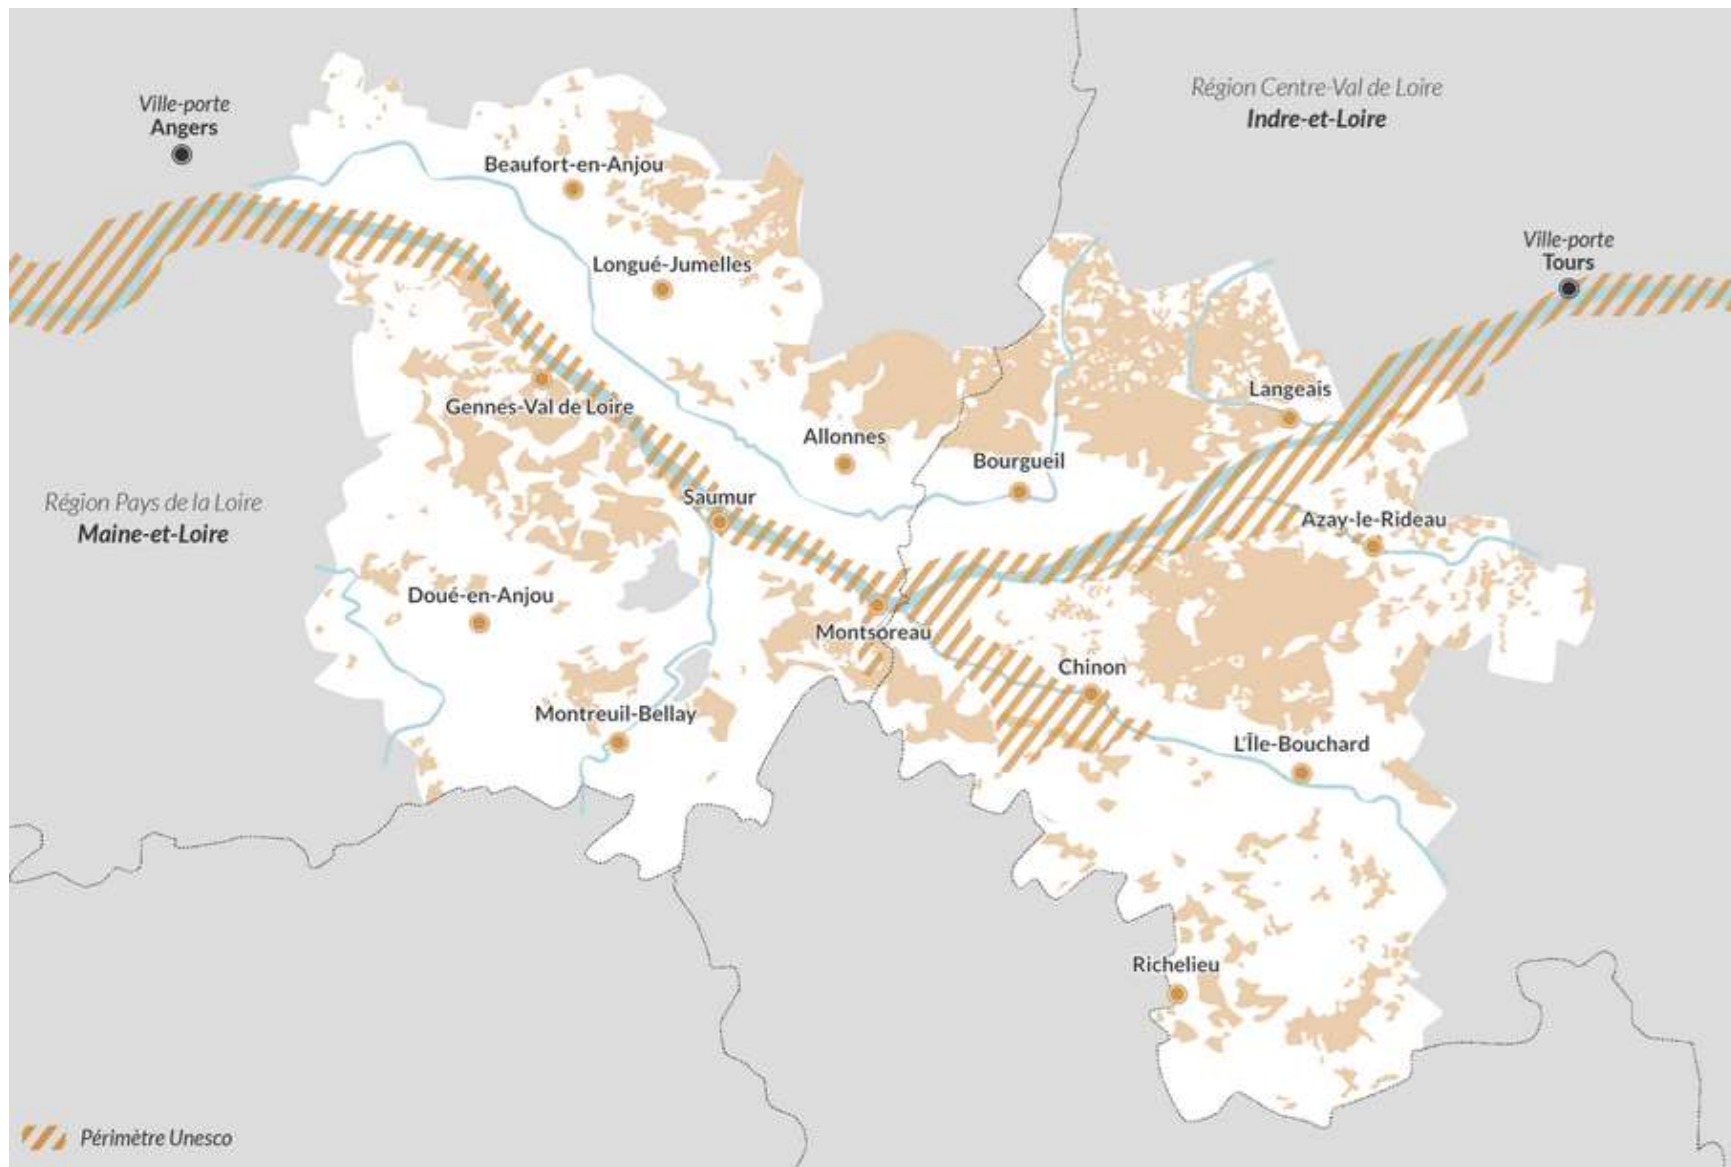 Région Centre-Val de Loire
Indre-et-Loire
Ville-porte
Angers
Beaufort-en-Anjou
Ville-porte
Tours
Longué-Jumelles
Langeais
Gennes-Val de Loire
Allonnes
Bourgueil
Saumur
Région Pays de la Loire
Maine-et-Loire
Azay-le-Rideau
Doué-en-Anjou
Montsoreau
Chinon
Montreuil-Bellay
L'Île-Bouchard
Richelieu
Périmètre Unesco